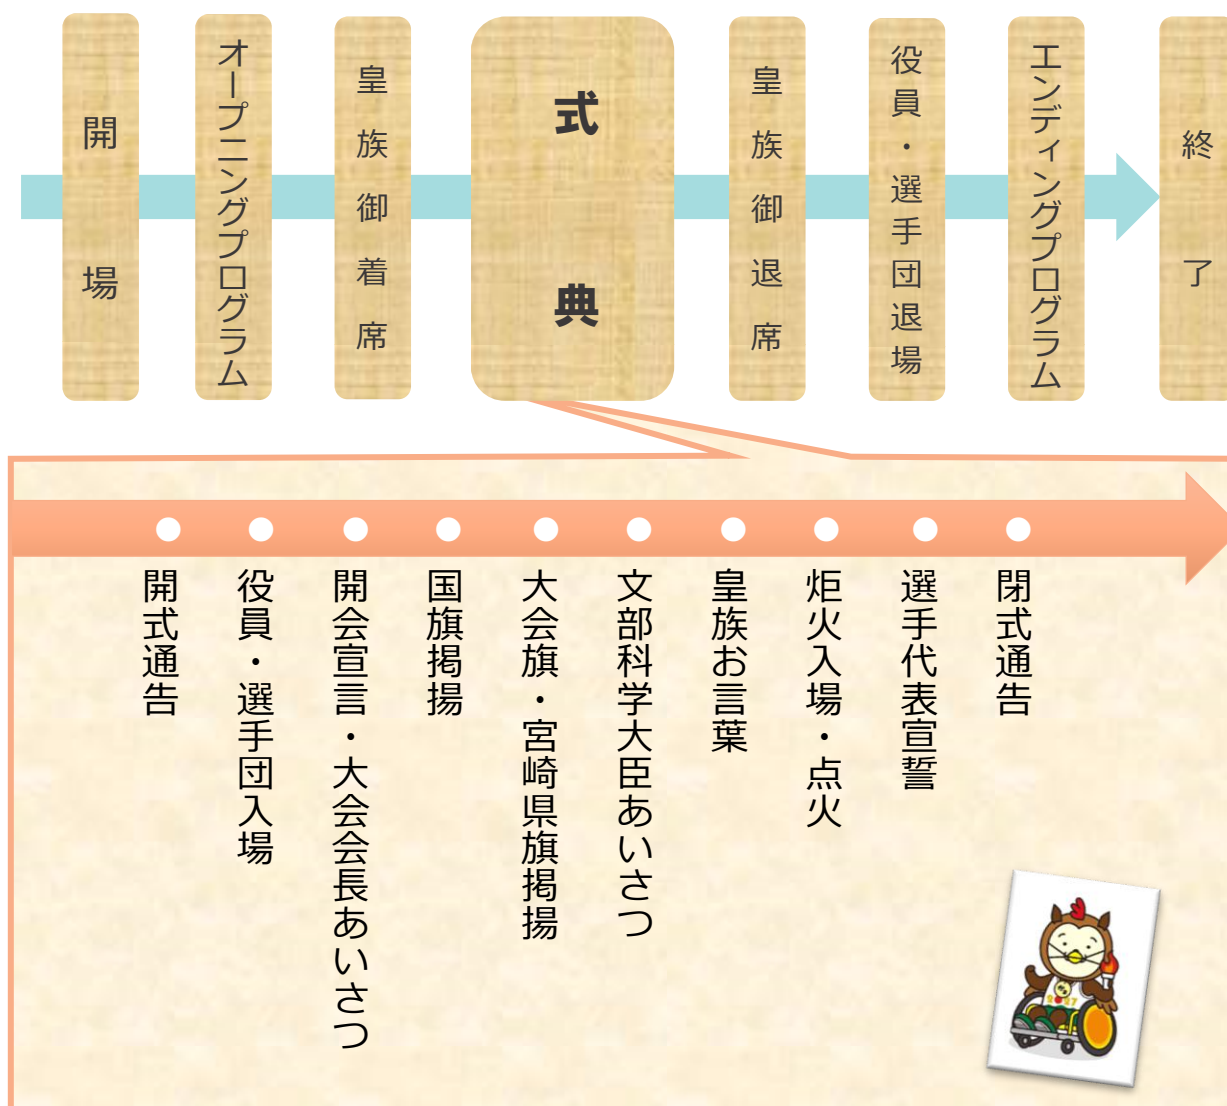 開場
オープニングプログラム
皇族御着席
式典
皇族御退席
役員・選手団退場
エンディングプログラム
終了
開式通告
役員・選手団入場
開会宣言・大会会長あいさつ
国旗掲揚
大会旗・宮崎県旗掲揚
文部科学大臣あいさつ
皇族お言葉
炬火入場・点火
選手代表宣誓
閉式通告